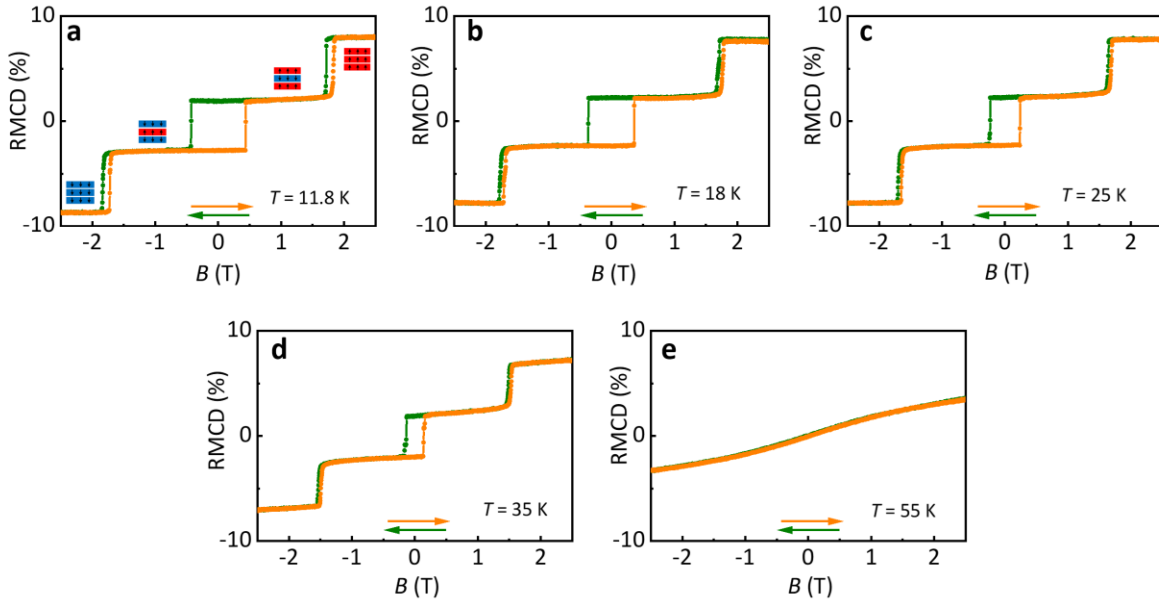 a
b
c
10
0
-10
RMCD (%)
T = 11.8 K
-2 -1 0 1 2
B (T)
10
0
-10
RMCD (%)
T = 18 K
-2 -1 0 1 2
B (T)
10
0
-10
RMCD (%)
T = 25 K
-2 -1 0 1 2
B (T)
d
e
10
0
-10
RMCD (%)
T = 35 K
-2 -1 0 1 2
B (T)
10
0
-10
RMCD (%)
T = 55 K
-2 -1 0 1 2
B (T)